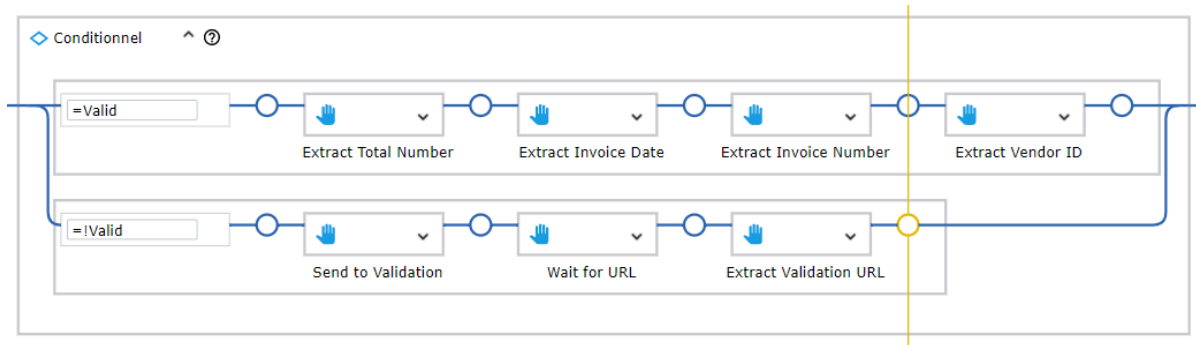 Conditionnel
=Valid
Extract Total Number
Extract Invoice Date
Extract Invoice Number
Extract Vendor ID
=!Valid
Send to Validation
Wait for URL
Extract Validation URL